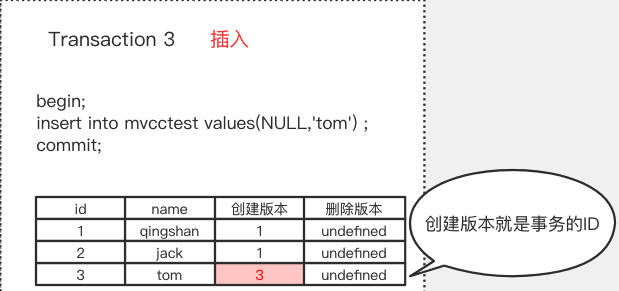 Transaction 3 插入
begin;
insert into mvcctest values(NULL,'tom') ;
commit;
id name 创建版本 删除版本
1 qingshan 1 undefined
2 jack 1 undefined
3 tom 3 undefined
创建版本就是事务的ID